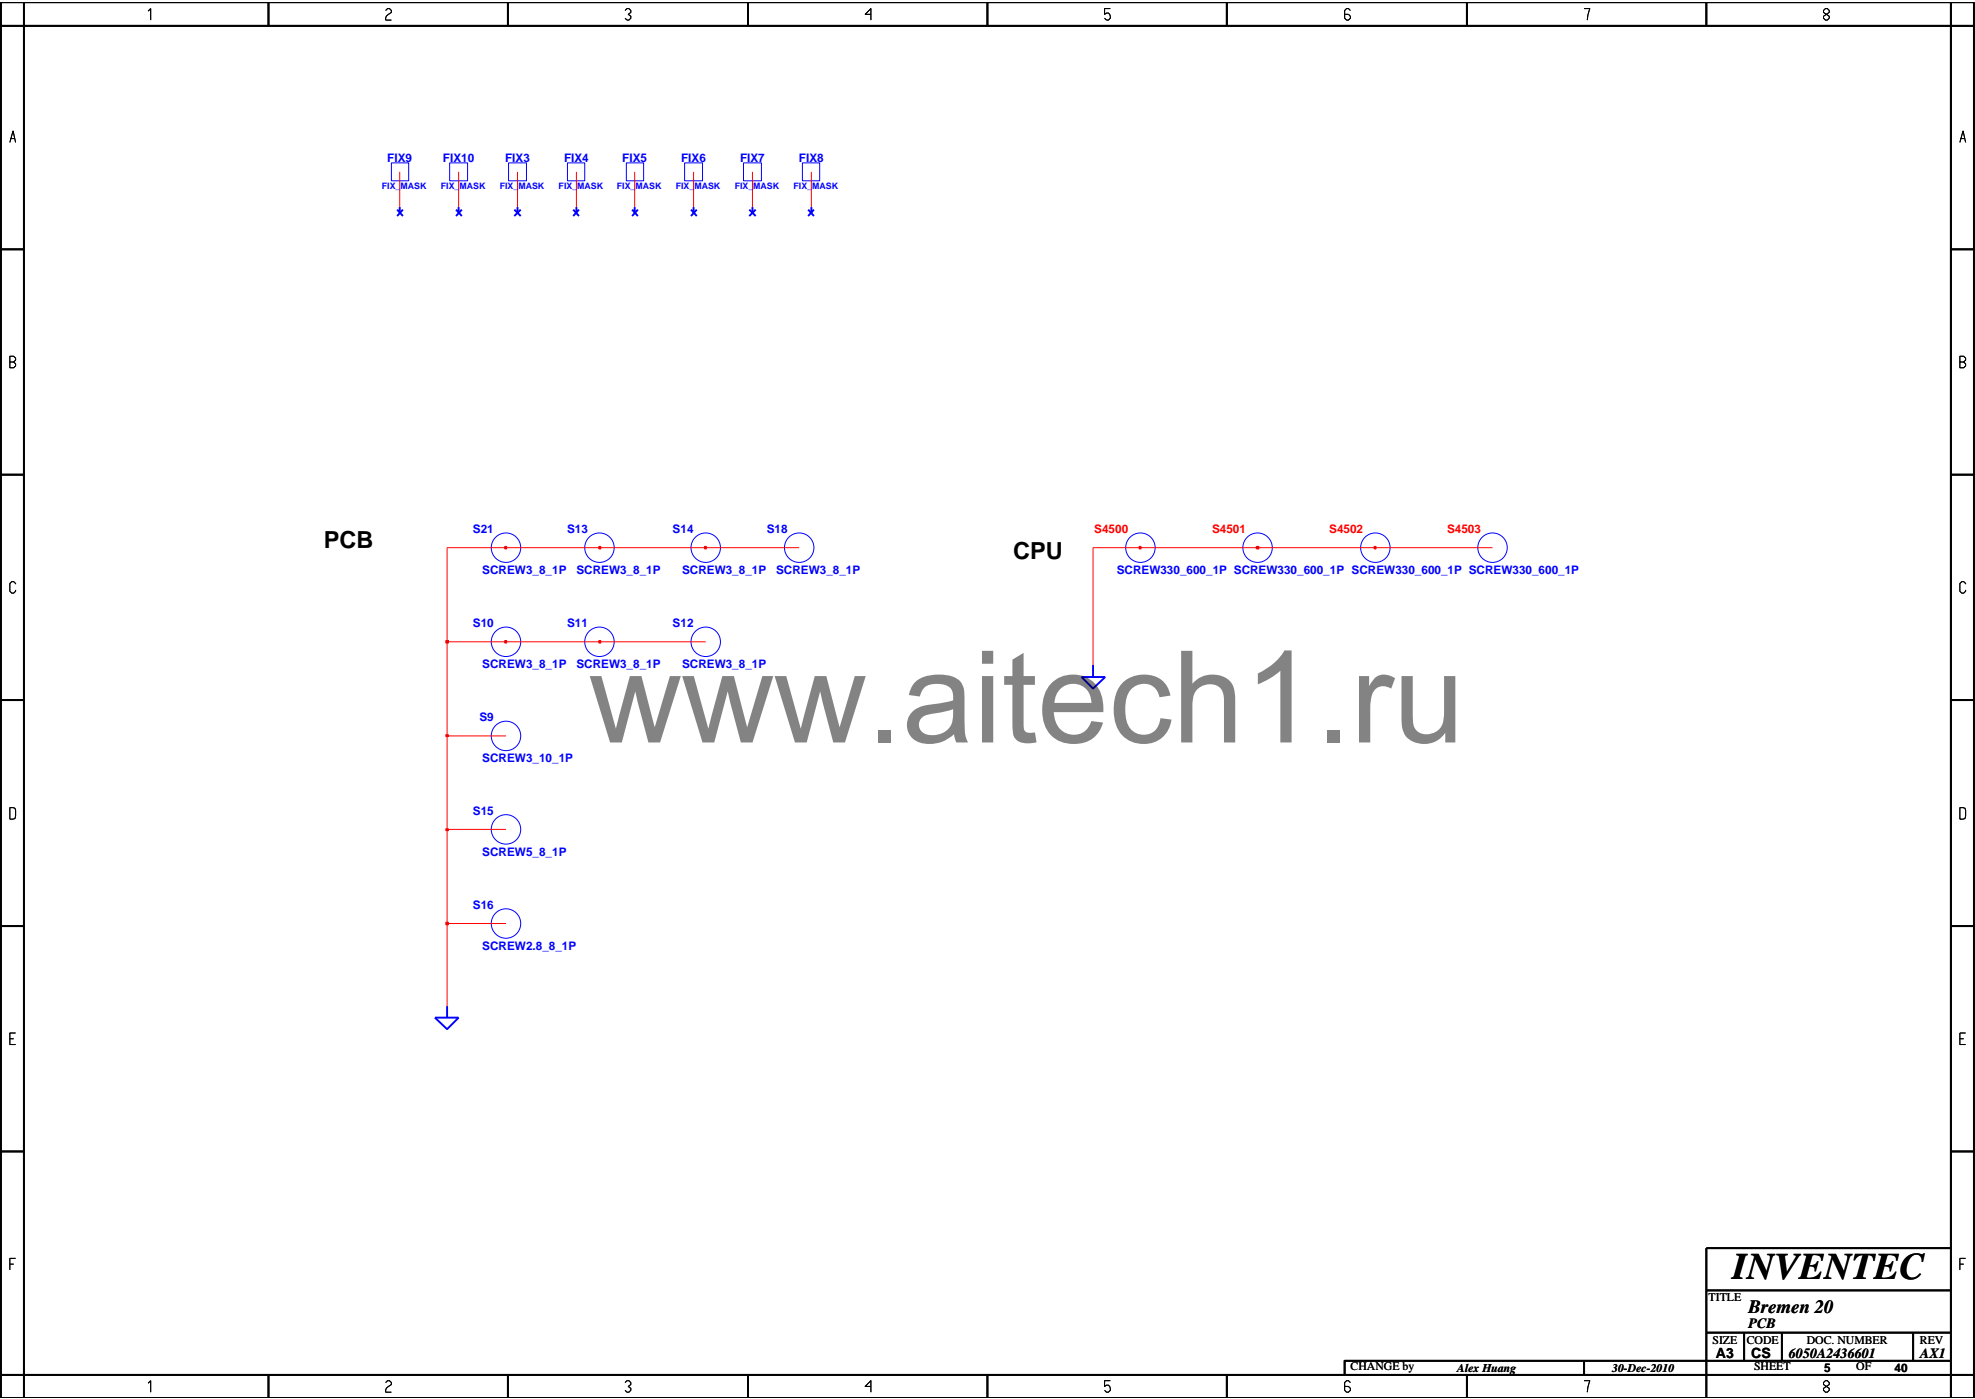 1 2 3 4 5 6 7 8
A A
FIX9 FIX10 FIX3 FIX4 FIX5 FIX6 FIX7 FIX8
FIX_MASK FIX_MASK FIX_MASK FIX_MASK FIX_MASK FIX_MASK FIX_MASK FIX_MASK
B B
PCB
S21 S13 S14 S18
SCREW3_8_1P SCREW3_8_1P SCREW3_8_1P SCREW3_8_1P
CPU
S4500 S4501 S4502 S4503
SCREW330_600_1P SCREW330_600_1P SCREW330_600_1P SCREW330_600_1P
C C
S10 S11 S12
SCREW3_8_1P SCREW3_8_1P SCREW3_8_1P
www.aitech1.ru
S9
SCREW3_10_1P
D D
S15
SCREW5_8_1P
S16
SCREW2.8_8_1P
E E
F F
INVENTEC
TITLE
Bremen 20
PCB
SIZE CODE DOC. NUMBER REV
A3 CS 6050A2436601 AX1
CHANGE by Alex Huang 30-Dec-2010 SHEET 5 OF 40
1 2 3 4 5 6 7 8